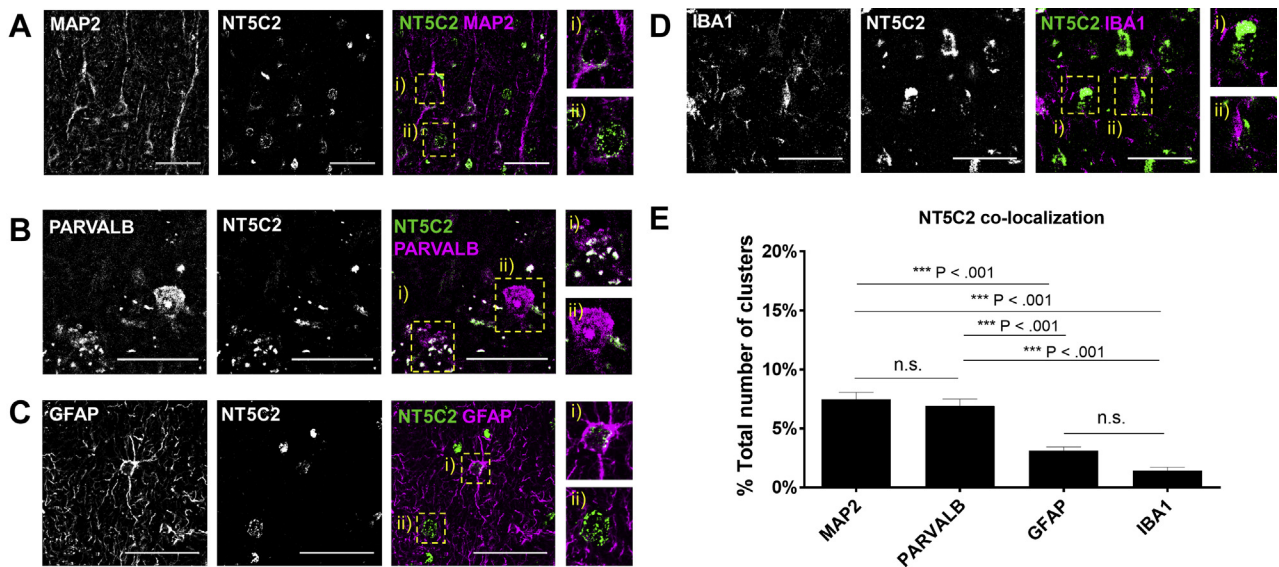 A
MAP2
NT5C2
NT5C2 MAP2
i)
ii)
i)
ii)
B
PARVALB
NT5C2
NT5C2
PARVALB
i)
ii)
i)
ii)
C
GFAP
NT5C2
NT5C2 GFAP
i)
ii)
i)
ii)
D
IBA1
NT5C2
NT5C2 IBA1
i)
ii)
i)
ii)
E
NT5C2 co-localization
% Total number of clusters
20%
15%
10%
5%
0%
*** P < .001
*** P < .001
*** P < .001
*** P < .001
n.s.
n.s.
MAP2
PARVALB
GFAP
IBA1